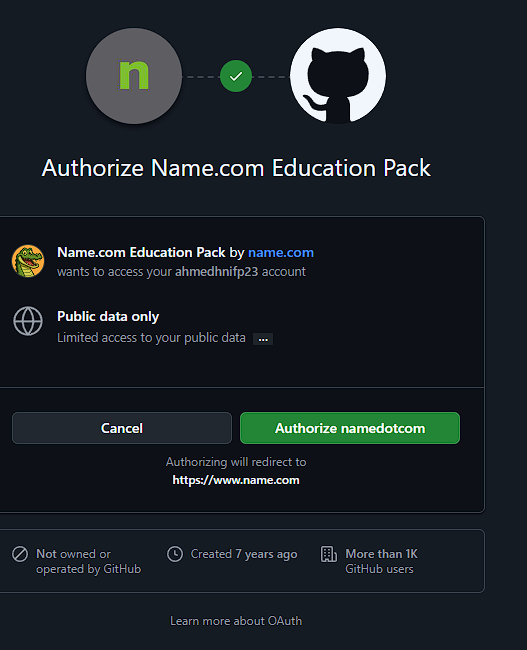 n
Authorize Name.com Education Pack
Name.com Education Pack by name.com
wants to access your ahmedhnifp23 account
Public data only
Limited access to your public data ...
Cancel
Authorize namedotcom
Authorizing will redirect to
https://www.name.com
Not owned or
operated by GitHub
Created 7 years ago
More than 1K
GitHub users
Learn more about OAuth